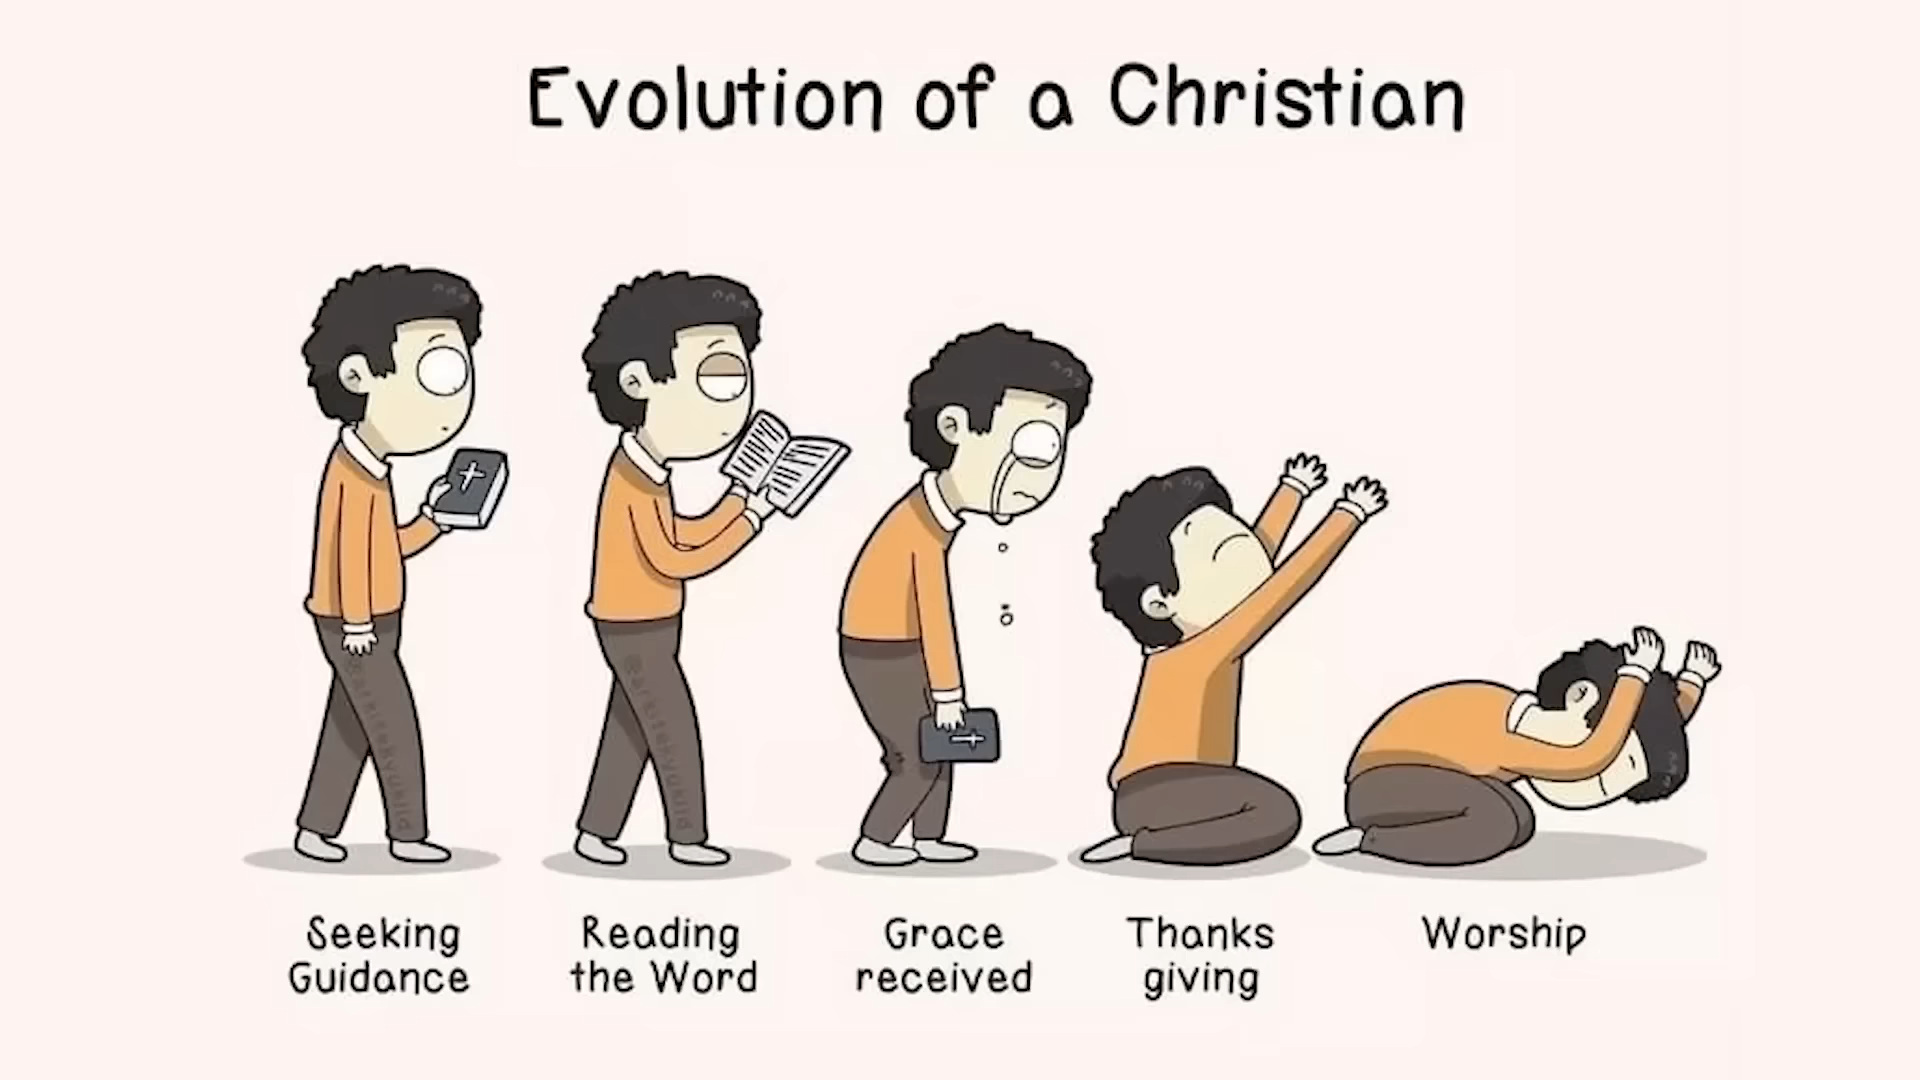 Evolution of a Christian
Seeking
Guidance
Reading
the Word
Grace
received
Thanks
giving
Worship